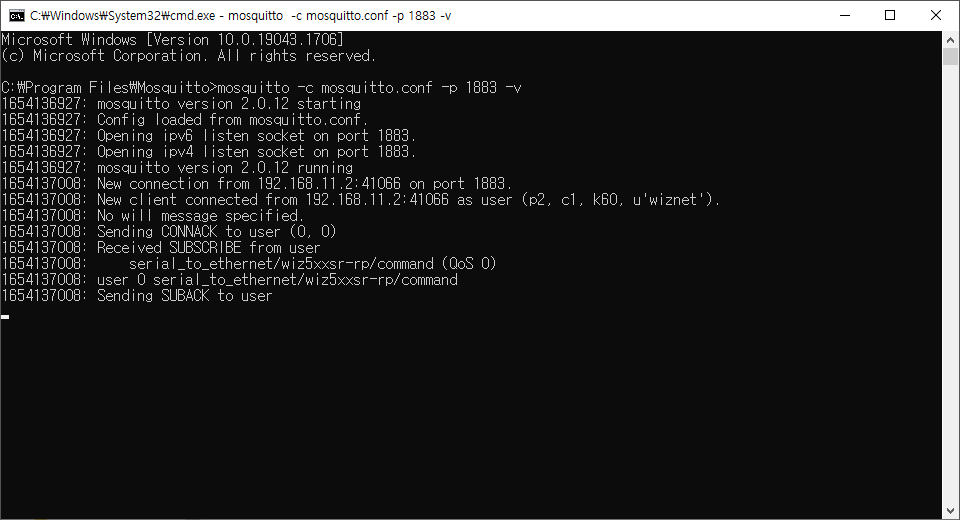 C:₩Windows₩System32₩cmd.exe - mosquitto  -c mosquitto.conf -p 1883 -v
Microsoft Windows [Version 10.0.19043.1706]
(c) Microsoft Corporation. All rights reserved.
C:₩Program Files₩Mosquitto>mosquitto -c mosquitto.conf -p 1883 -v
1654136927: mosquitto version 2.0.12 starting
1654136927: Config loaded from mosquitto.conf.
1654136927: Opening ipv6 listen socket on port 1883.
1654136927: Opening ipv4 listen socket on port 1883.
1654136927: mosquitto version 2.0.12 running
1654137008: New connection from 192.168.11.2:41066 on port 1883.
1654137008: New client connected from 192.168.11.2:41066 as user (p2, c1, k60, u'wiznet').
1654137008: No will message specified.
1654137008: Sending CONNACK to user (0, 0)
1654137008: Received SUBSCRIBE from user
1654137008:     serial_to_ethernet/wiz5xxsr-rp/command (QoS 0)
1654137008: user 0 serial_to_ethernet/wiz5xxsr-rp/command
1654137008: Sending SUBACK to user